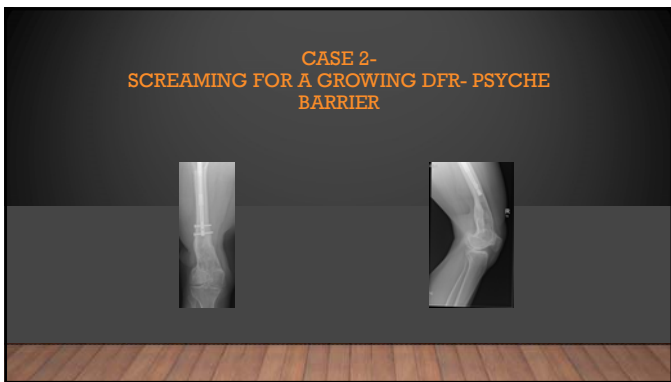 CASE 2-
SCREAMING FOR A GROWING DFR- PSYCHE
BARRIER